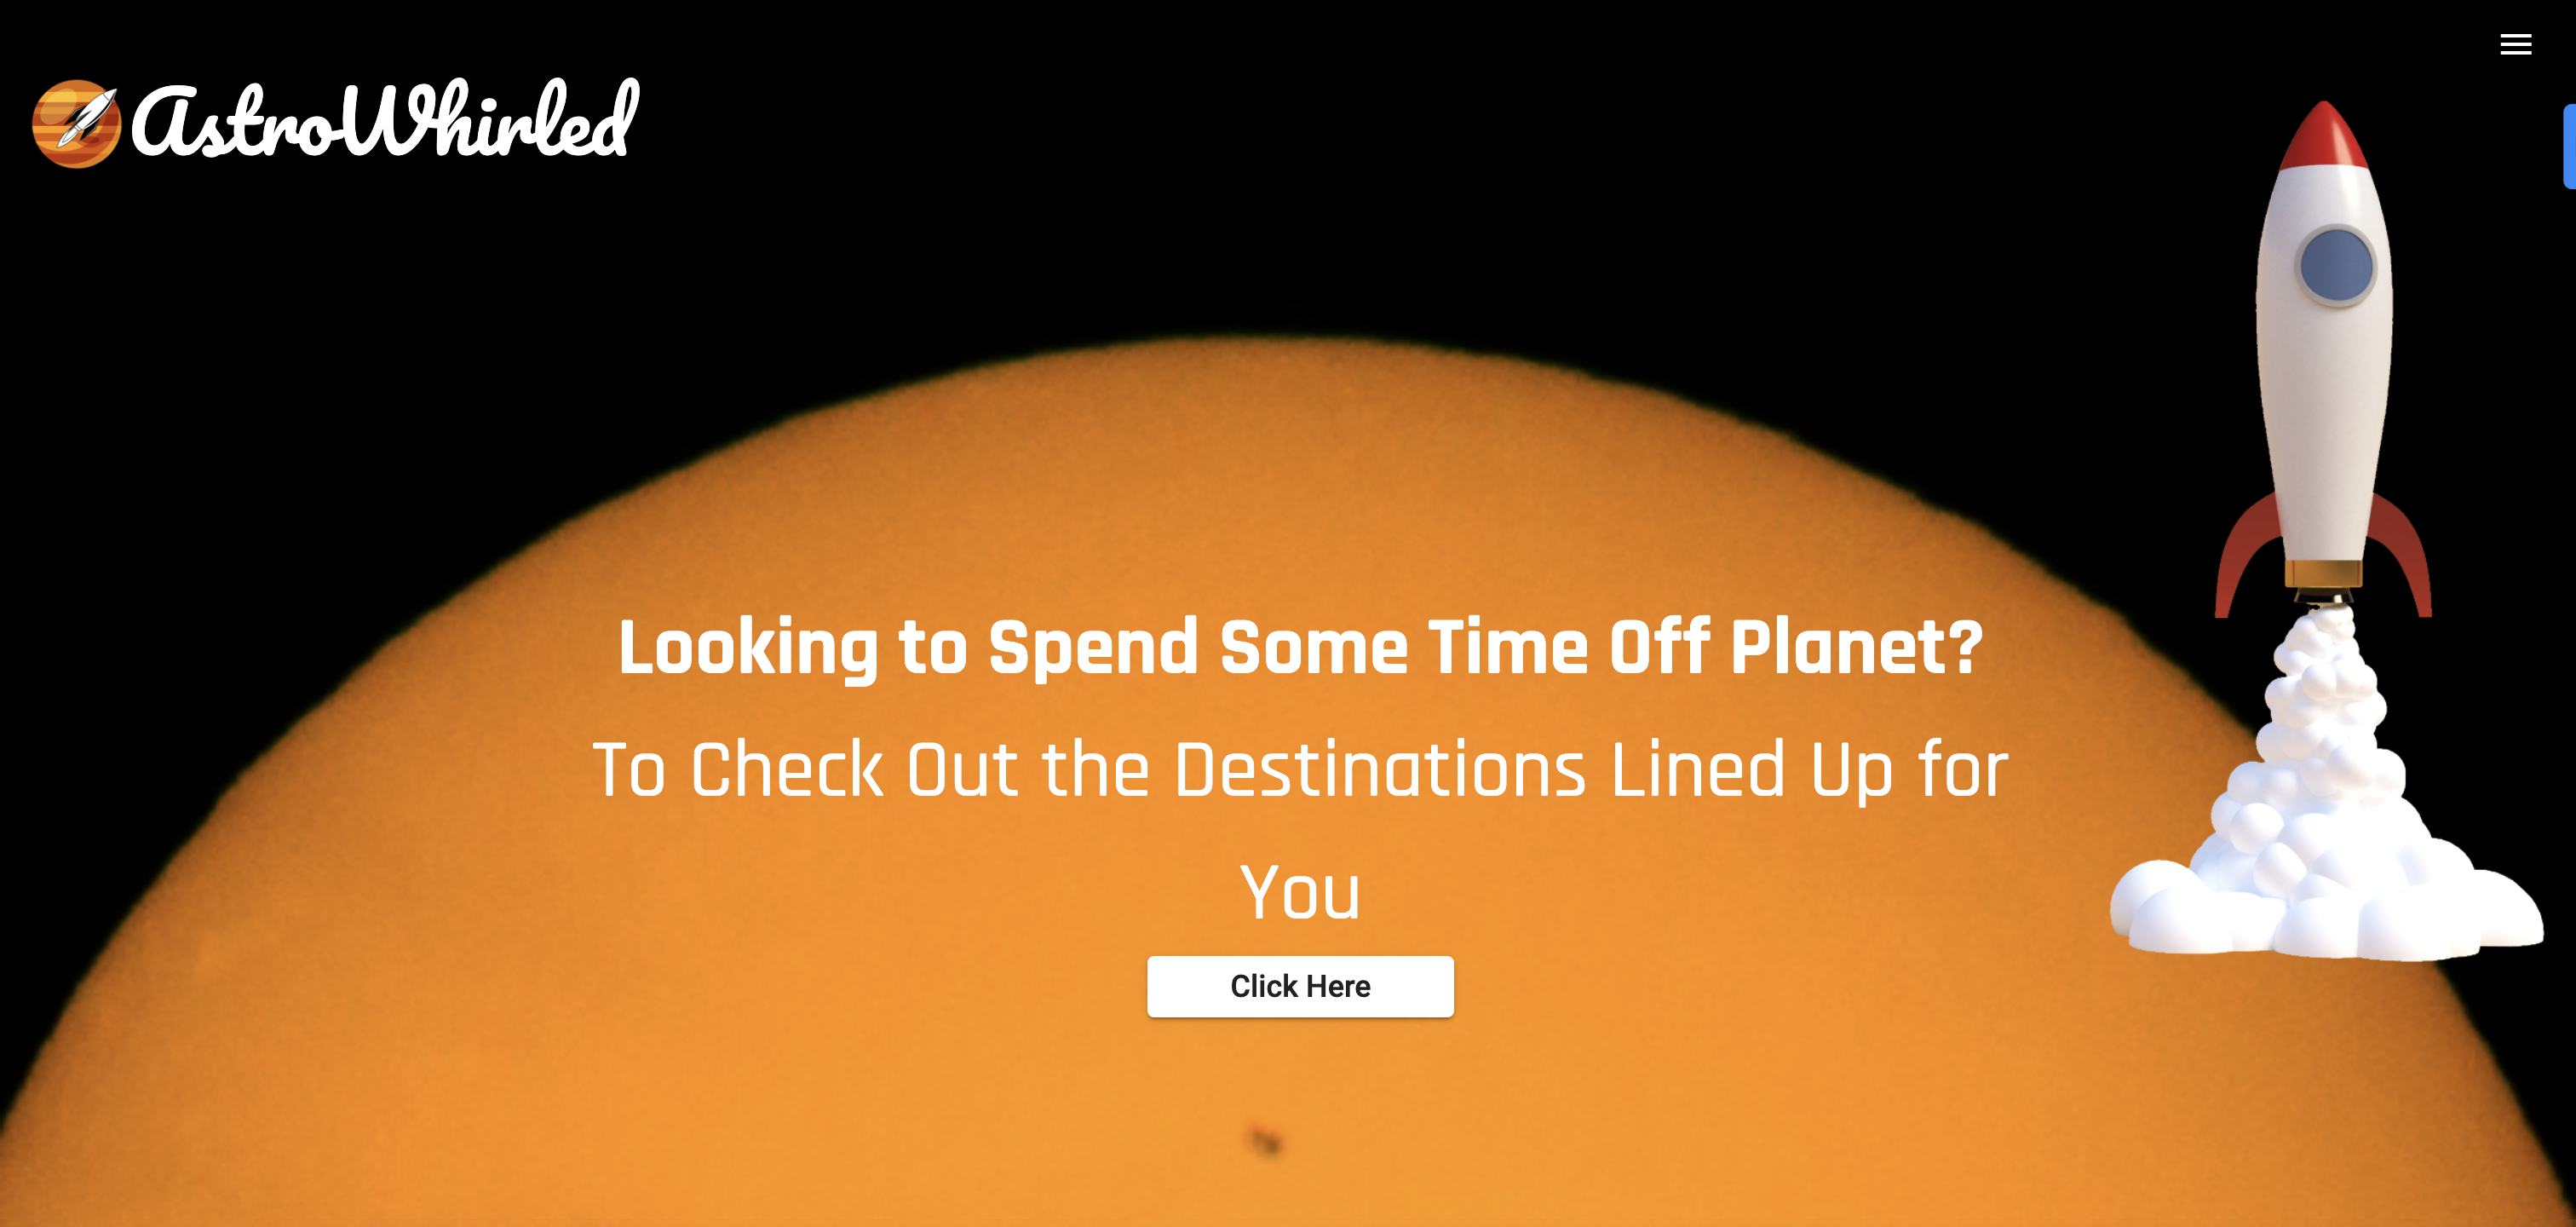 AstroWhirled
Looking to Spend Some Time Off Planet?
To Check Out the Destinations Lined Up for
You
Click Here